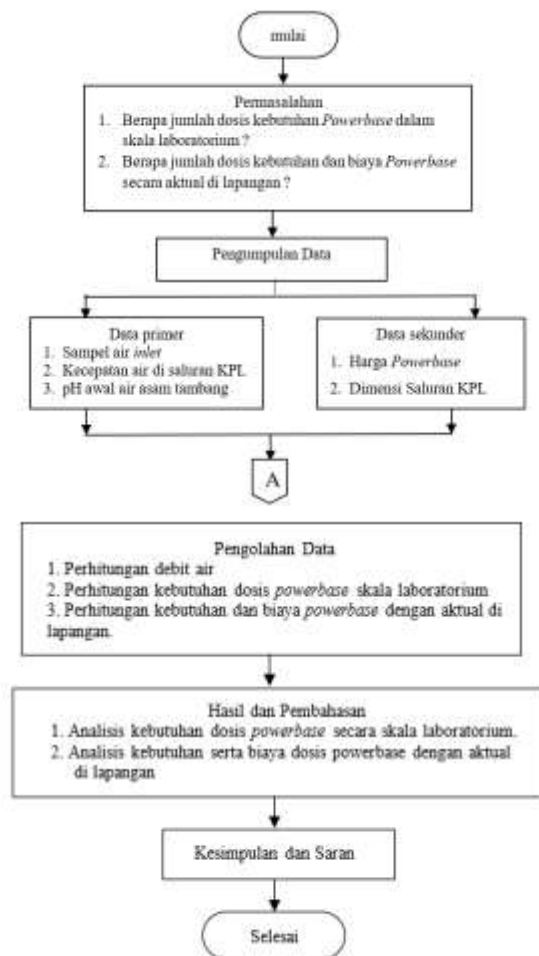 mulai
Permasalahan
1. Berapa jumlah dosis kebutuhan Powerbase dalam
skala laboratorium ?
2. Berapa jumlah dosis kebutuhan dan biaya Powerbase
secara aktual di lapangan ?
Pengumpulan Data
Data primer
1. Sampel air inlet
2. Kecepatan air di saluran KPL
3. pH awal air asam tambang
Data sekunder
1. Harga Powerbase
2. Dimensi Saluran KPL
A
Pengolahan Data
1. Perhitungan debit air
2. Perhitungan kebutuhan dosis powerbase skala laboratorium
3. Perhitungan kebutuhan dan biaya powerbase dengan aktual di
lapangan.
Hasil dan Pembahasan
1. Analisis kebutuhan dosis powerbase secara skala laboratorium.
2. Analisis kebutuhan serta biaya dosis powerbase dengan aktual
di lapangan
Kesimpulan dan Saran
Selesai